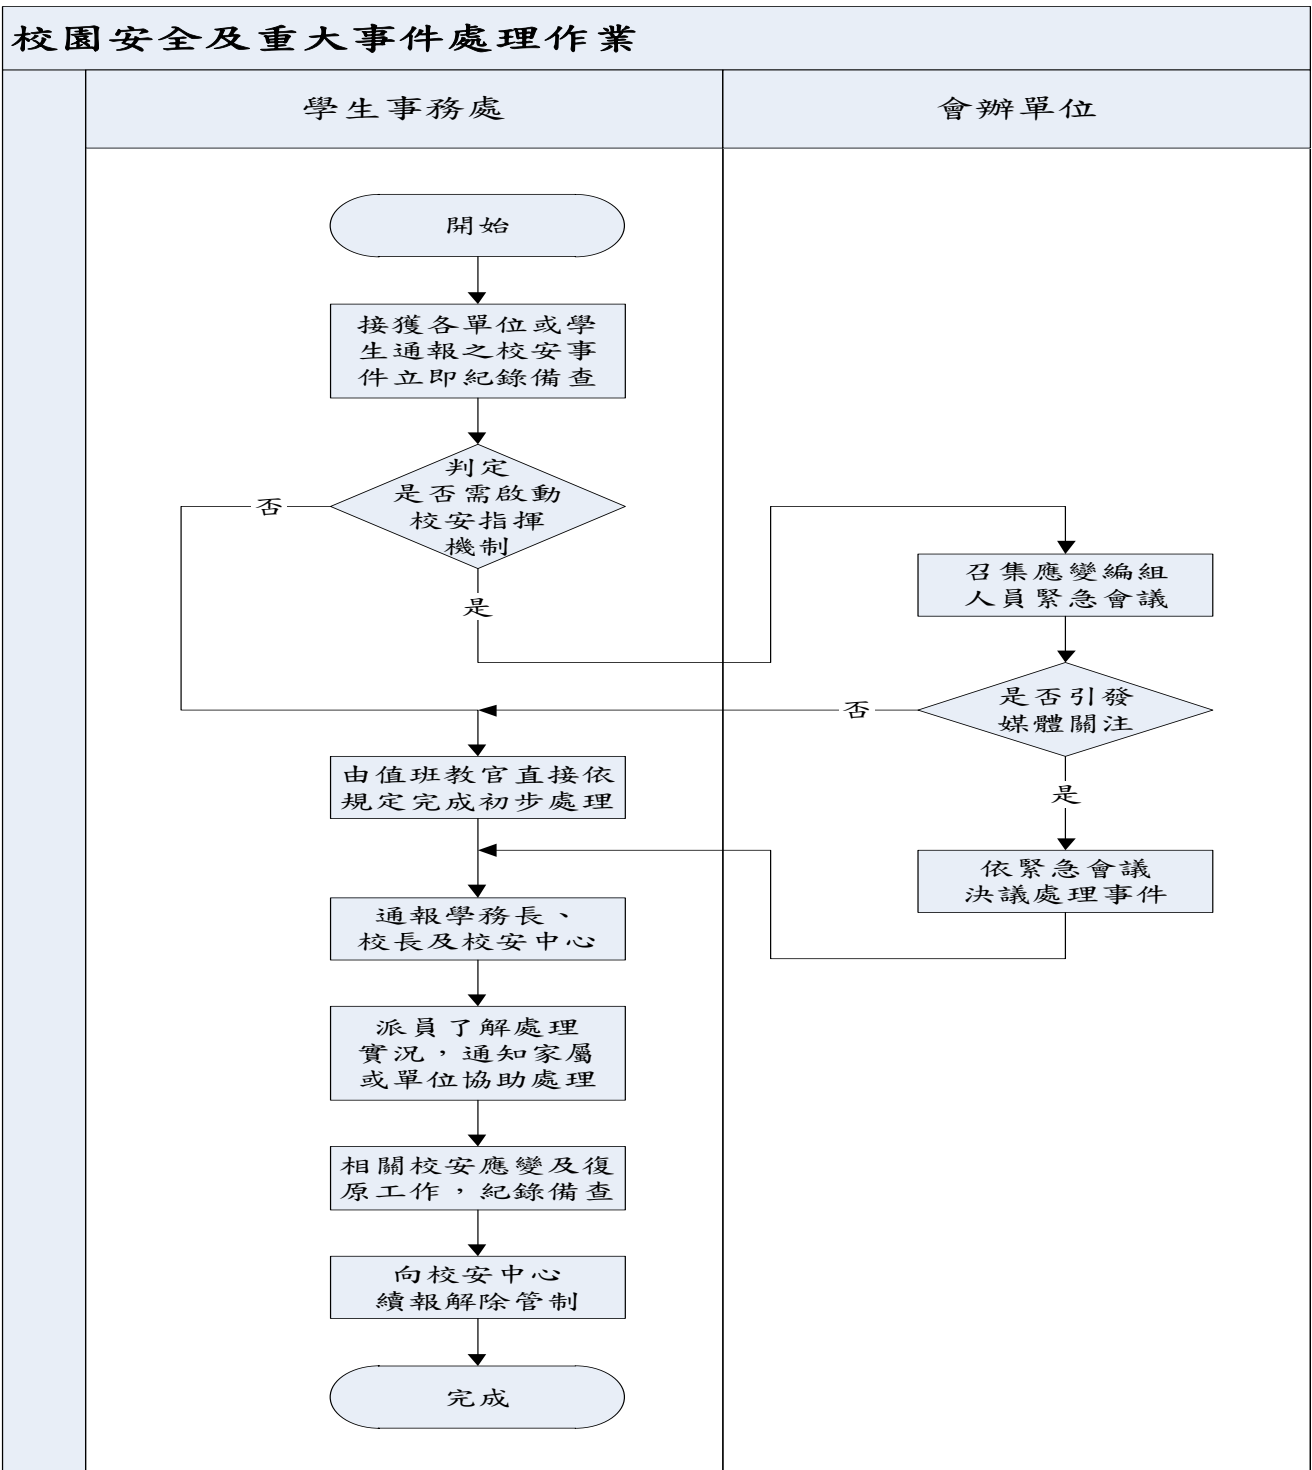 校園安全及重大事件處理作業
學生事務處
會辦單位
開始
接獲各單位或學
生通報之校安事
件立即紀錄備查
判定
是否需啟動
校安指揮
機制
否
是
召集應變編組
人員緊急會議
是否引發
媒體關注
否
是
由值班教官直接依
規定完成初步處理
依緊急會議
決議處理事件
通報學務長、
校長及校安中心
派員了解處理
實況，通知家屬
或單位協助處理
相關校安應變及復
原工作，紀錄備查
向校安中心
續報解除管制
完成